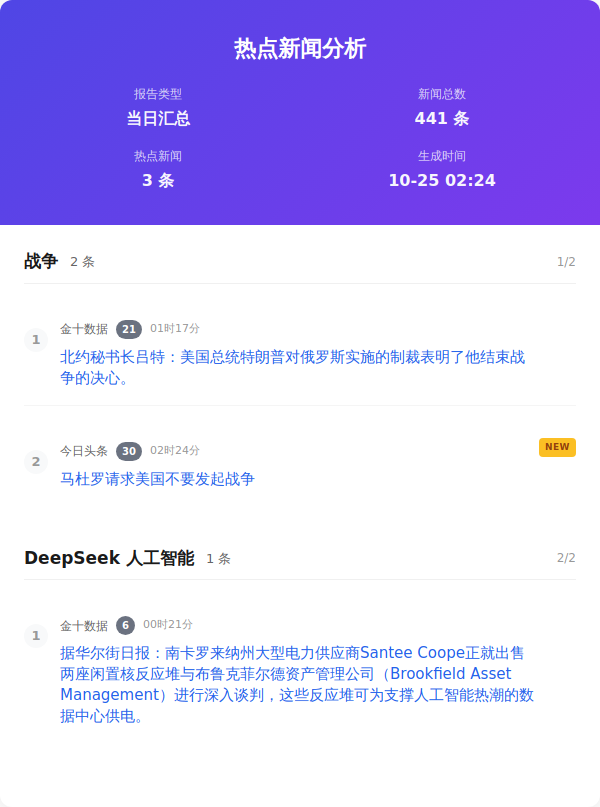 热点新闻分析
报告类型
新闻总数
当日汇总
441 条
热点新闻
生成时间
3 条
10-25 02:24
战争 2 条 1/2
1 金十数据 21 01时17分
北约秘书长吕特：美国总统特朗普对俄罗斯实施的制裁表明了他结束战
争的决心。
2 今日头条 30 02时24分 NEW
马杜罗请求美国不要发起战争
DeepSeek 人工智能 1 条 2/2
1 金十数据 6 00时21分
据华尔街日报：南卡罗来纳州大型电力供应商Santee Coope正就出售
两座闲置核反应堆与布鲁克菲尔德资产管理公司（Brookfield Asset
Management）进行深入谈判，这些反应堆可为支撑人工智能热潮的数
据中心供电。